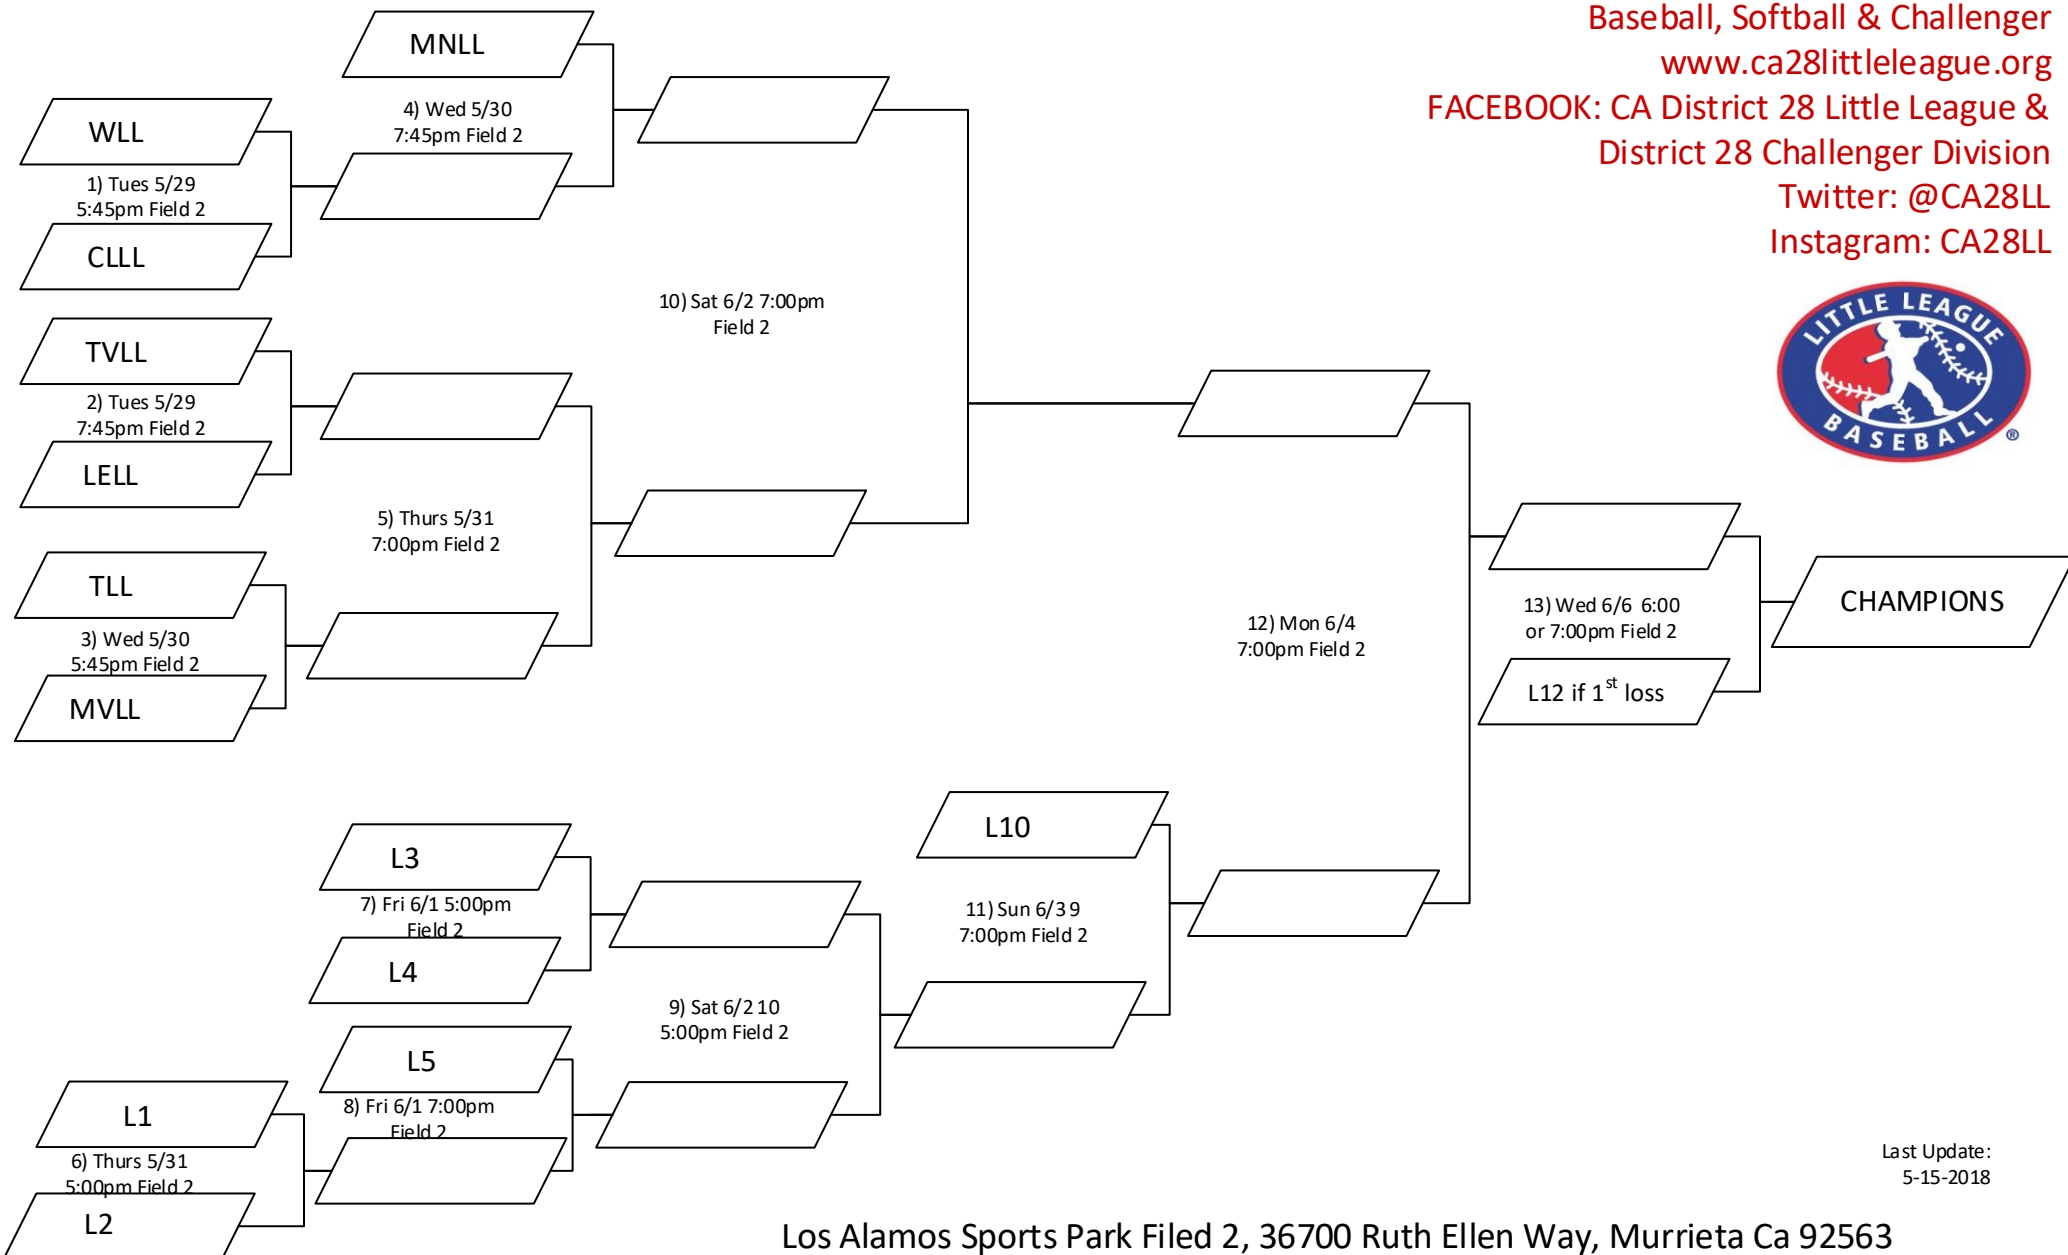 Baseball, Softball & Challenger
www.ca28littleleague.org
FACEBOOK: CA District 28 Little League &
District 28 Challenger Division
Twitter: @CA28LL
Instagram: CA28LL
LITTLE LEAGUE
BASEBALL ®
MNLL
4) Wed 5/30
7:45pm Field 2
WLL
1) Tues 5/29
5:45pm Field 2
CLLL
10) Sat 6/2 7:00pm
Field 2
TVLL
2) Tues 5/29
7:45pm Field 2
LELL
5) Thurs 5/31
7:00pm Field 2
TLL
3) Wed 5/30
5:45pm Field 2
MVLL
12) Mon 6/4
7:00pm Field 2
13) Wed 6/6 6:00
or 7:00pm Field 2
L12 if 1st loss
CHAMPIONS
L10
11) Sun 6/3 9
7:00pm Field 2
L3
7) Fri 6/1 5:00pm
Field 2
L4
9) Sat 6/2 10
5:00pm Field 2
L5
8) Fri 6/1 7:00pm
Field 2
L1
6) Thurs 5/31
5:00pm Field 2
L2
Last Update:
5-15-2018
Los Alamos Sports Park Filed 2, 36700 Ruth Ellen Way, Murrieta Ca 92563